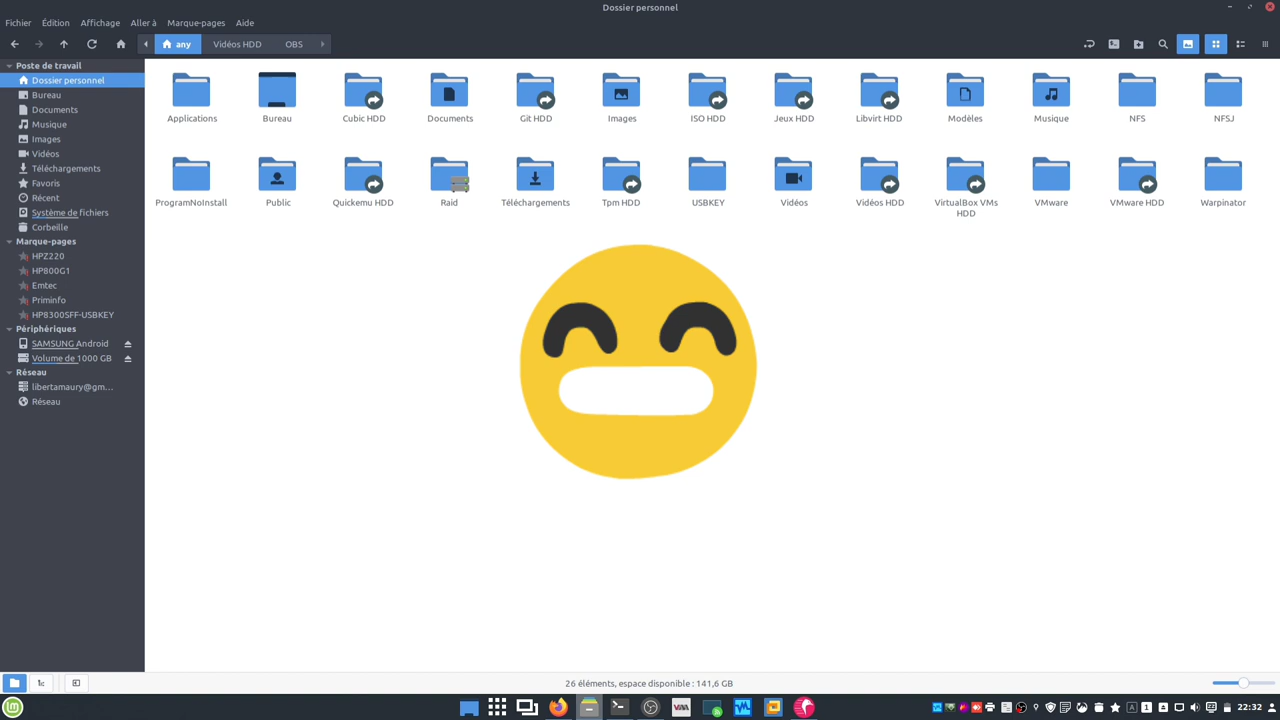 Dossier personnel
Fichier Édition Affichage Aller à Marque-pages Aide
any Vidéos HDD OBS
Poste de travail
Dossier personnel
Bureau
Documents
Musique
Images
Vidéos
Téléchargements
Favoris
Récent
Système de fichiers
Corbeille
Marque-pages
HPZ220
HP800G1
Emtec
Priminfo
HP8300SFF-USBKEY
Périphériques
SAMSUNG Android
Volume de 1000 GB
Réseau
libertamaury@gm...
Réseau
Applications Bureau Cubic HDD Documents Git HDD Images ISO HDD Jeux HDD Libvirt HDD Modèles Musique NFS NFSJ
ProgramNoInstall Public Quickemu HDD Raid Téléchargements Tpm HDD USBKEY Vidéos Vidéos HDD VirtualBox VMs HDD VMware VMware HDD Warpinator
26 éléments, espace disponible : 141,6 GB
22:32